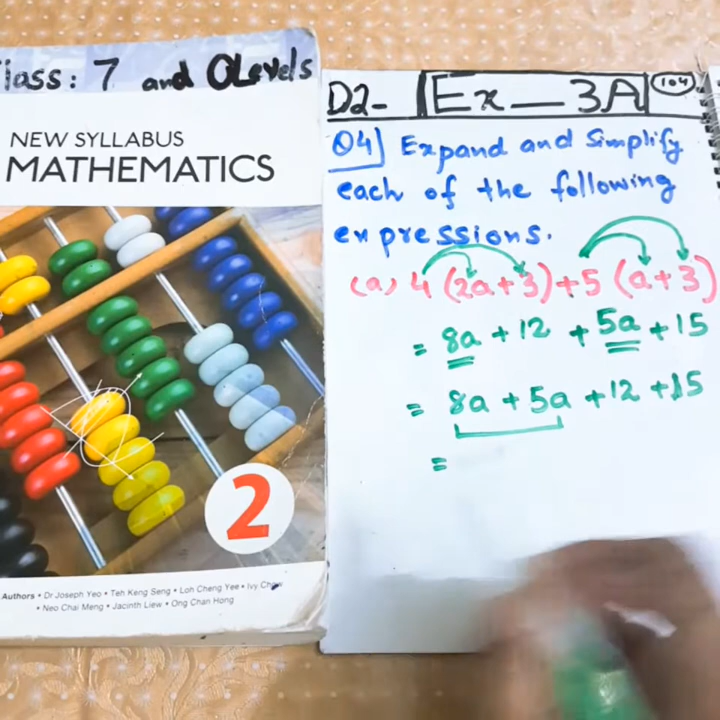 lass: 7 and OLevels
NEW SYLLABUS
MATHEMATICS
2
Authors • Dr Joseph Yeo • Teh Keng Seng • Loh Cheng Yee • Ivy Chow
• Neo Chai Meng • Jacinth Liew • Ong Chan Hong
D2- Ex - 3A 104
Q4) Expand and Simplify
each of the following
expressions.
(a) 4 (2a+3)+5 (a+3)
= 8a + 12 + 5a + 15
= 8a + 5a + 12 + 15
=